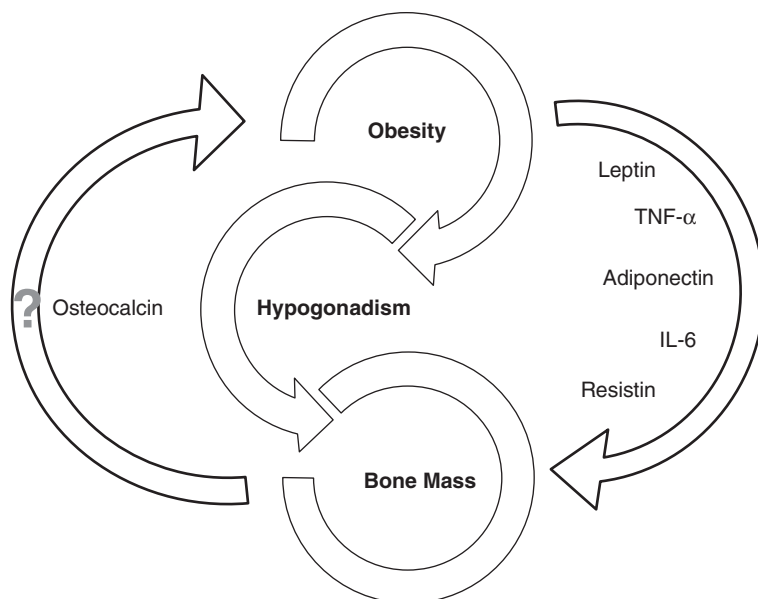 Obesity
Leptin
TNF-α
Adiponectin
? Osteocalcin
Hypogonadism
IL-6
Resistin
Bone Mass